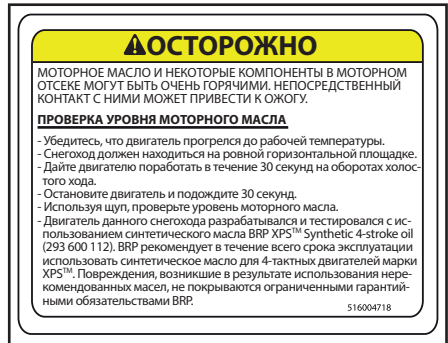 ОСТОРОЖНО
МОТОРНОЕ МАСЛО И НЕКОТОРЫЕ КОМПОНЕНТЫ В МОТОРНОМ
ОТСЕКЕ МОГУТ БЫТЬ ОЧЕНЬ ГОРЯЧИМИ. НЕПОСРЕДСТВЕННЫЙ
КОНТАКТ С НИМИ МОЖЕТ ПРИВЕСТИ К ОЖОГУ.
ПРОВЕРКА УРОВНЯ МОТОРНОГО МАСЛА
- Убедитесь, что двигатель прогрелся до рабочей температуры.
- Снегоход должен находиться на ровной горизонтальной площадке.
- Дайте двигателю поработать в течение 30 секунд на оборотах холос-
того хода.
- Остановите двигатель и подождите 30 секунд.
- Используя щуп, проверьте уровень моторного масла.
- Двигатель данного снегохода разрабатывался и тестировался с ис-
пользованием синтетического масла BRP XPS™ Synthetic 4-stroke oil
(293 600 112). BRP рекомендует в течение всего срока эксплуатации
использовать синтетическое масло для 4-тактных двигателей марки
XPS™. Повреждения, возникшие в результате использования нере-
комендованных масел, не покрываются ограниченными гарантий-
ными обязательствами BRP.
516004718